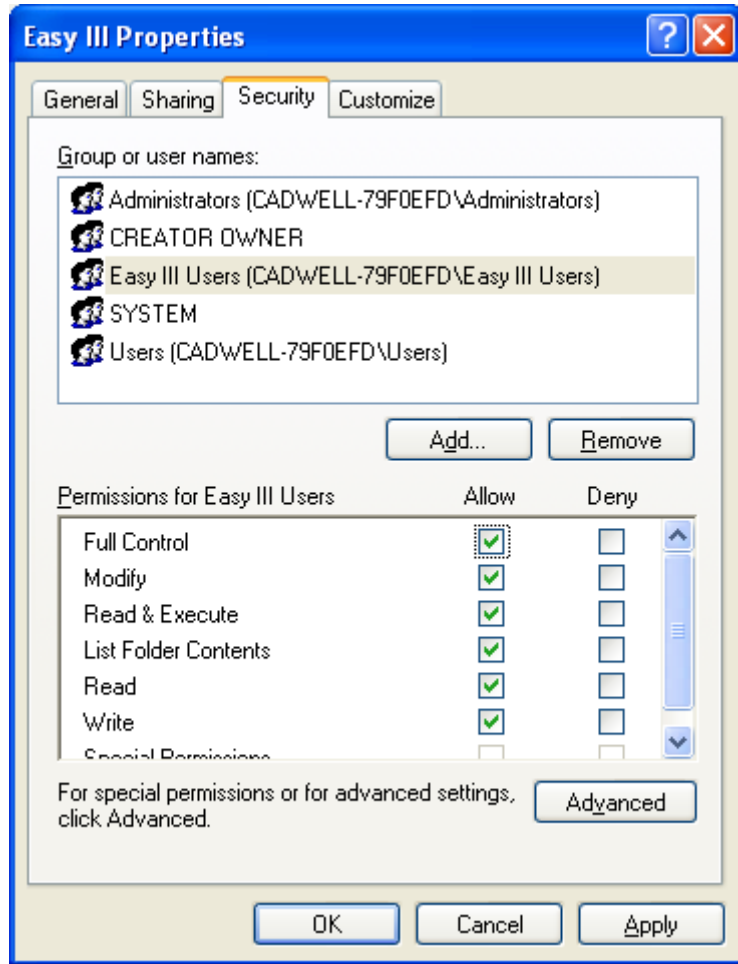 Easy III Properties
General Sharing Security Customize
Group or user names:
Administrators (CADWELL-79F0EFD\Administrators)
CREATOR OWNER
Easy III Users (CADWELL-79F0EFD\Easy III Users)
SYSTEM
Users (CADWELL-79F0EFD\Users)
Add... Remove
Permissions for Easy III Users Allow Deny
Full Control
Modify
Read & Execute
List Folder Contents
Read
Write
Special Permissions
For special permissions or for advanced settings,
click Advanced.
Advanced
OK Cancel Apply